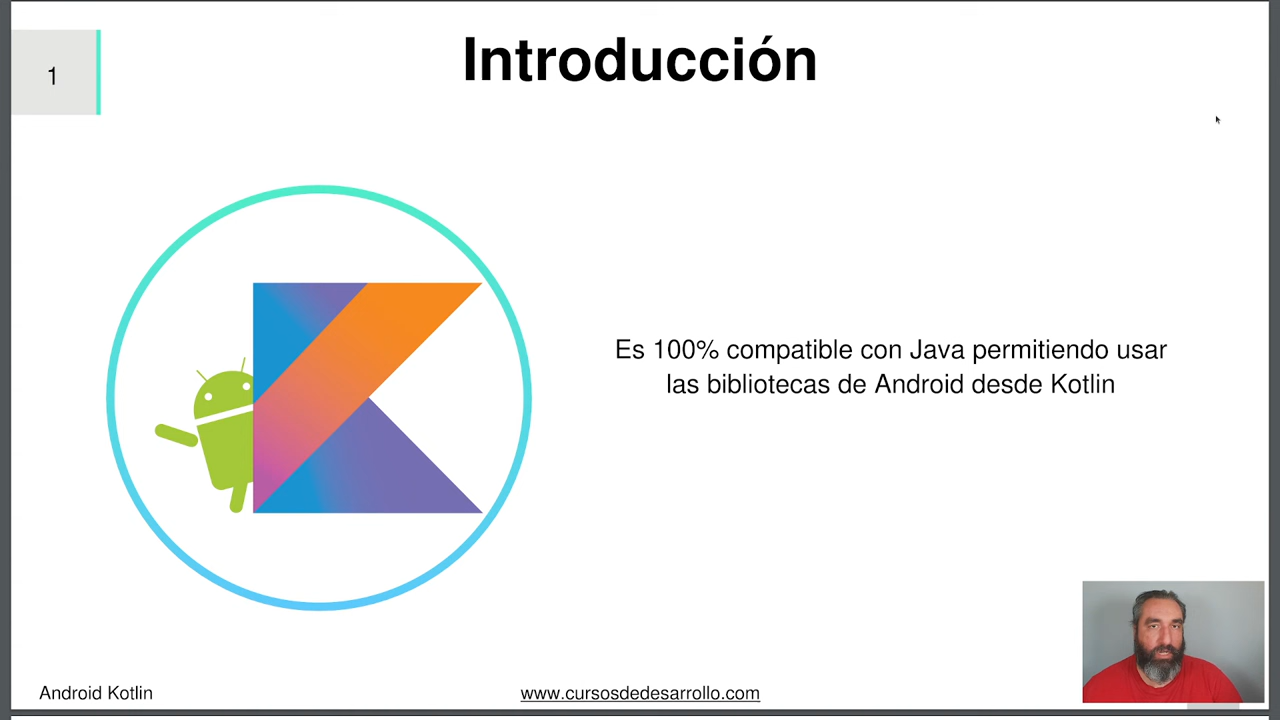 1
Introducción
Es 100% compatible con Java permitiendo usar
las bibliotecas de Android desde Kotlin
Android Kotlin
www.cursosdedesarrollo.com